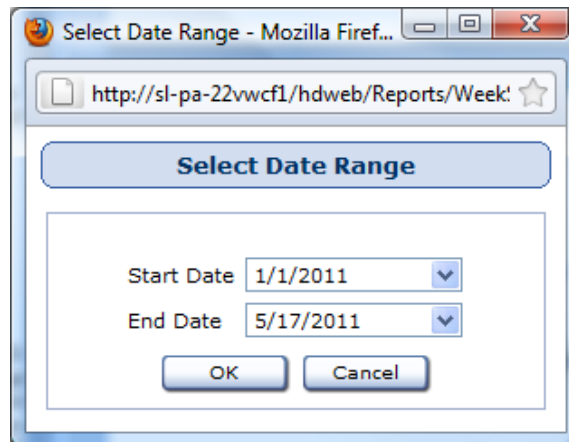 Select Date Range - Mozilla Firef...
http://sl-pa-22vwcf1/hdweb/Reports/Week
Select Date Range
Start Date 1/1/2011
End Date 5/17/2011
OK Cancel